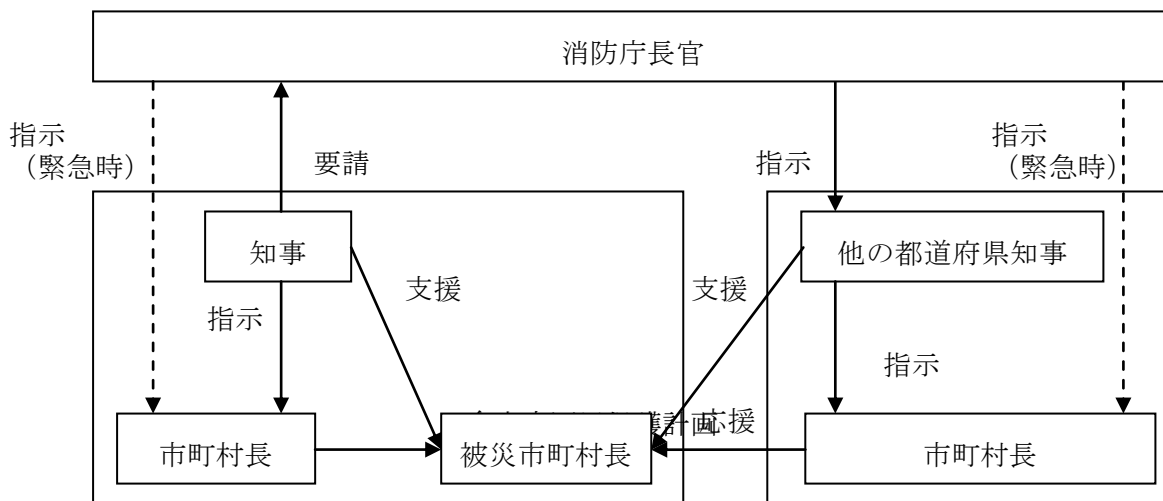 消防庁長官
指示
（緊急時）
要請
指示
指示
（緊急時）
知事
他の都道府県知事
支援
支援
指示
指示
計画
応援
市町村長
被災市町村長
市町村長